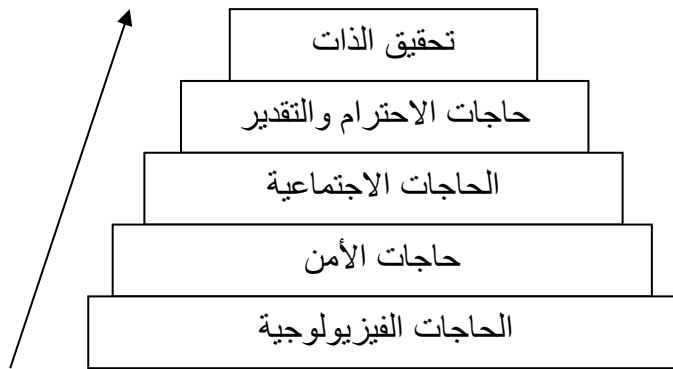 تحقيق الذات
حاجات الاحترام والتقدير
الحاجات الاجتماعية
حاجات الأمن
الحاجات الفيزيولوجية